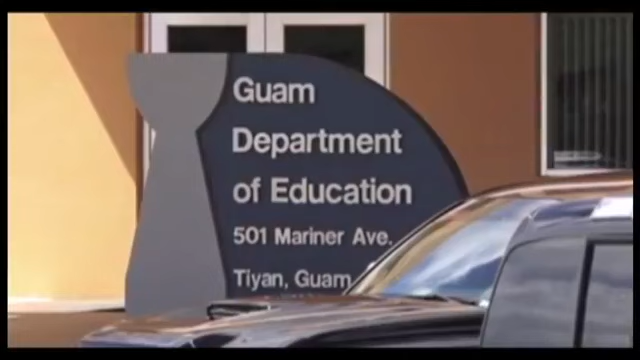 Guam
Department
of Education
501 Mariner Ave.
Tiyan, Guam